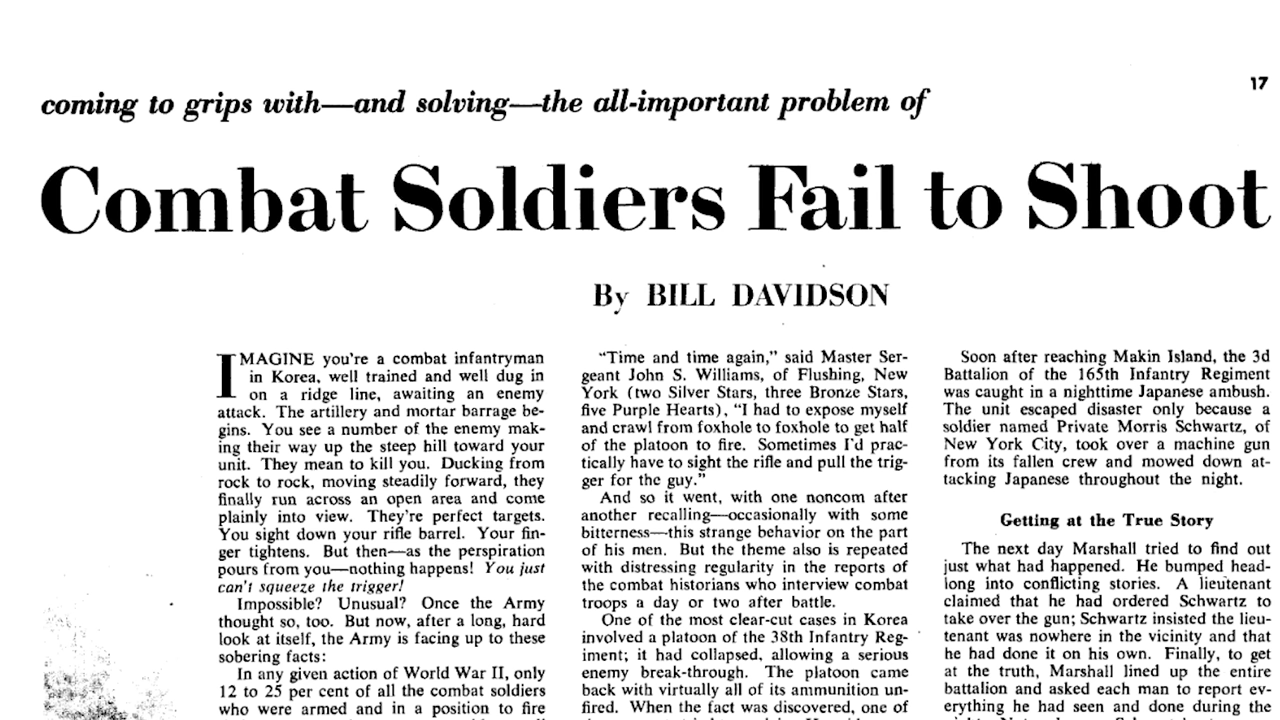 17
coming to grips with—and solving—the all-important problem of
Combat Soldiers Fail to Shoot
By BILL DAVIDSON
IMAGINE you're a combat infantryman
in Korea, well trained and well dug in
on a ridge line, awaiting an enemy
attack. The artillery and mortar barrage be-
gins. You see a number of the enemy mak-
ing their way up the steep hill toward your
unit. They mean to kill you. Ducking from
rock to rock, moving steadily forward, they
finally run across an open area and come
plainly into view. They're perfect targets.
You sight down your rifle barrel. Your fin-
ger tightens. But then—as the perspiration
pours from you—nothing happens! You just
can't squeeze the trigger!
Impossible? Unusual? Once the Army
thought so, too. But now, after a long, hard
look at itself, the Army is facing up to these
sobering facts:
In any given action of World War II, only
12 to 25 per cent of all the combat soldiers
who were armed and in a position to fire
"Time and time again," said Master Ser-
geant John S. Williams, of Flushing, New
York (two Silver Stars, three Bronze Stars,
five Purple Hearts), "I had to expose myself
and crawl from foxhole to foxhole to get half
of the platoon to fire. Sometimes I'd prac-
tically have to sight the rifle and pull the trig-
ger for the guy."
And so it went, with one noncom after
another recalling—occasionally with some
bitterness—this strange behavior on the part
of his men. But the theme also is repeated
with distressing regularity in the reports of
the combat historians who interview combat
troops a day or two after battle.
One of the most clear-cut cases in Korea
involved a platoon of the 38th Infantry Reg-
iment; it had collapsed, allowing a serious
enemy break-through. The platoon came
back with virtually all of its ammunition un-
fired. When the fact was discovered, one of
Soon after reaching Makin Island, the 3d
Battalion of the 165th Infantry Regiment
was caught in a nighttime Japanese ambush.
The unit escaped disaster only because a
soldier named Private Morris Schwartz, of
New York City, took over a machine gun
from its fallen crew and mowed down at-
tacking Japanese throughout the night.
Getting at the True Story
The next day Marshall tried to find out
just what had happened. He bumped head-
long into conflicting stories. A lieutenant
claimed that he had ordered Schwartz to
take over the gun; Schwartz insisted the lieu-
tenant was nowhere in the vicinity and that
he had done it on his own. Finally, to get
at the truth, Marshall lined up the entire
battalion and asked each man to report ev-
erything he had seen and done during the